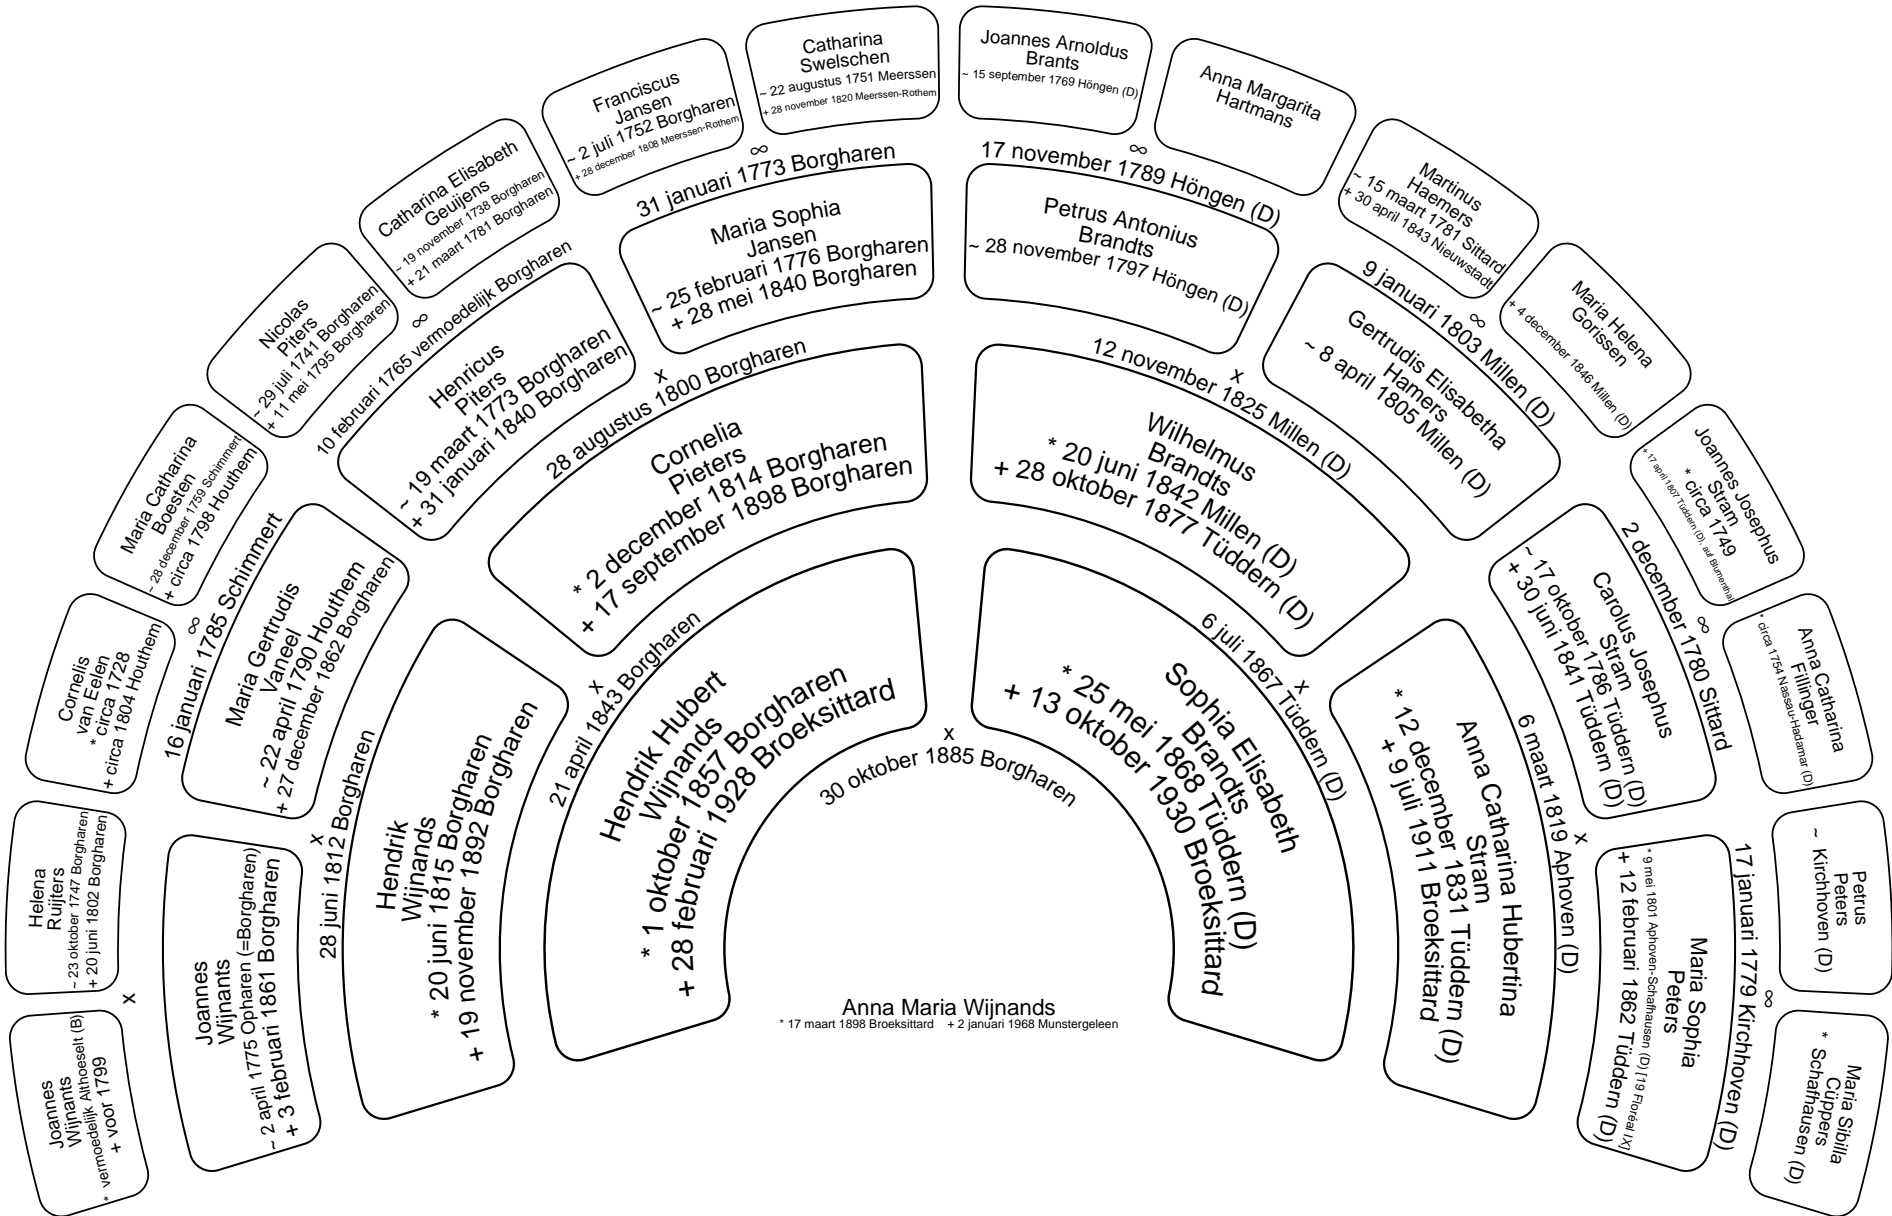 Catharina
Swelschen
~ 22 augustus 1751 Meerssen
+ 28 november 1820 Meerssen-Rothem
Joannes Arnoldus
Brants
~ 15 september 1769 Höngen (D)
Franciscus
Jansen
~ 2 juli 1752 Borgharen
+ 28 december 1808 Meerssen-Rothem
Anna Margarita
Hartmans
Catharina Elisabeth
Geuijens
~ 19 november 1738 Borgharen
+ 21 maart 1781 Borgharen
Martinus
Haemers
~ 15 maart 1781 Sittard
+ 30 april 1843 Nieuwstadt
Nicolas
Piters
~ 29 juli 1741 Borgharen
+ 11 mei 1795 Borgharen
Maria Helena
Gorissen
+ 4 december 1846 Millen (D)
Maria Catharina
Boesten
~ 28 december 1759 Schimmert
+ circa 1798 Houthem
Joannes Josephus
Stram
* circa 1749
+ 17 april 1807 Tüddern (D), auf Blumenthal
Cornelis
van Eelen
* circa 1728
+ circa 1804 Houthem
Anna Catharina
Fillinger
* circa 1754 Nassau-Hadamar (D)
Helena
Ruijters
~ 23 oktober 1747 Borgharen
+ 20 juni 1802 Borgharen
Petrus
Peters
~ Kirchhoven (D)
Joannes
Wijnants
* vermoedelijk Althoeselt (B)
+ voor 1799
Maria Sibilla
Cüppers
* Schafhausen (D)
x
∞
16 januari 1785 Schimmert
∞
10 februari 1765 vermoedelijk Borgharen
∞
31 januari 1773 Borgharen
∞
17 november 1789 Höngen (D)
∞
9 januari 1803 Millen (D)
∞
2 december 1780 Sittard
∞
17 januari 1779 Kirchhoven (D)
Joannes
Wijnants
~ 2 april 1775 Opharen (=Borgharen)
+ 3 februari 1861 Borgharen
Maria Gertrudis
Vaneel
~ 22 april 1790 Houthem
+ 27 december 1862 Borgharen
Henricus
Piters
~ 19 maart 1773 Borgharen
+ 31 januari 1840 Borgharen
Maria Sophia
Jansen
~ 25 februari 1776 Borgharen
+ 28 mei 1840 Borgharen
Petrus Antonius
Brandts
~ 28 november 1797 Höngen (D)
Gertrudis Elisabetha
Hamers
~ 8 april 1805 Millen (D)
Carolus Josephus
Stram
~ 17 oktober 1786 Tüddern (D)
+ 30 juni 1841 Tüddern (D)
Maria Sophia
Peters
* 9 mei 1801 Aphoven-Schafhausen (D) [19 Floréal IX]
+ 12 februari 1862 Tüddern (D)
x
28 juni 1812 Borgharen
x
28 augustus 1800 Borgharen
x
12 november 1825 Millen (D)
x
6 maart 1819 Aphoven (D)
Hendrik
Wijnands
* 20 juni 1815 Borgharen
+ 19 november 1892 Borgharen
Cornelia
Pieters
* 2 december 1814 Borgharen
+ 17 september 1898 Borgharen
Wilhelmus
Brandts
* 20 juni 1842 Millen (D)
+ 28 oktober 1877 Tüddern (D)
Anna Catharina Hubertina
Stram
* 12 december 1831 Tüddern (D)
+ 9 juli 1911 Broeksittard
x
21 april 1843 Borgharen
x
6 juli 1867 Tüddern (D)
Hendrik Hubert
Wijnands
* 1 oktober 1857 Borgharen
+ 28 februari 1928 Broeksittard
Sophia Elisabeth
Brandts
* 25 mei 1868 Tüddern (D)
+ 13 oktober 1930 Broeksittard
x
30 oktober 1885 Borgharen
Anna Maria Wijnands
* 17 maart 1898 Broeksittard + 2 januari 1968 Munstergeleen